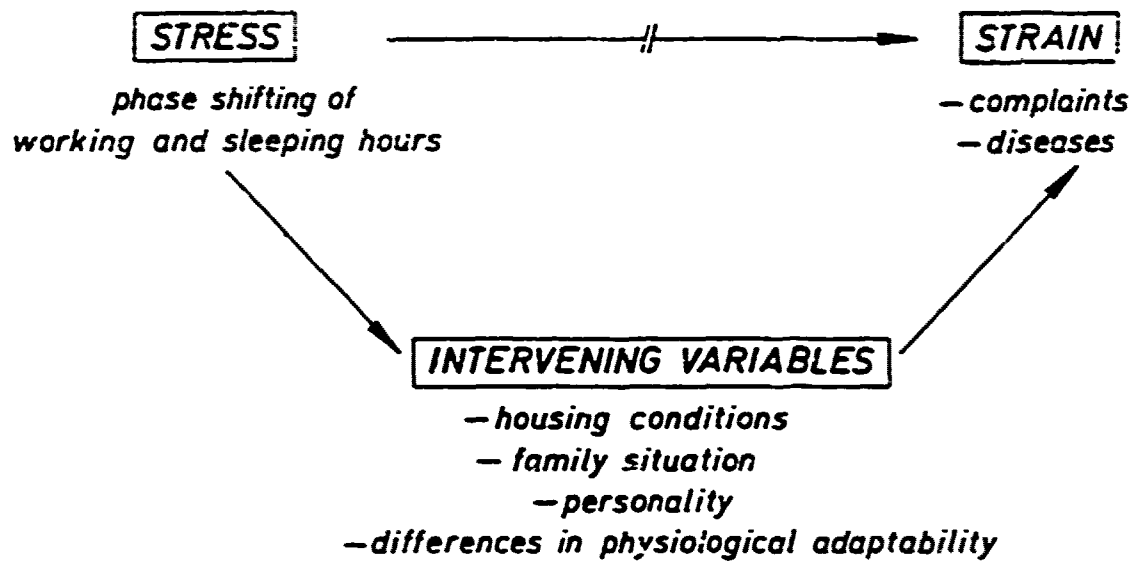 STRESS
STRAIN
phase shifting of
working and sleeping hours
—complaints
—diseases
INTERVENING VARIABLES
—housing conditions
—family situation
—personality
—differences in physiological adaptability